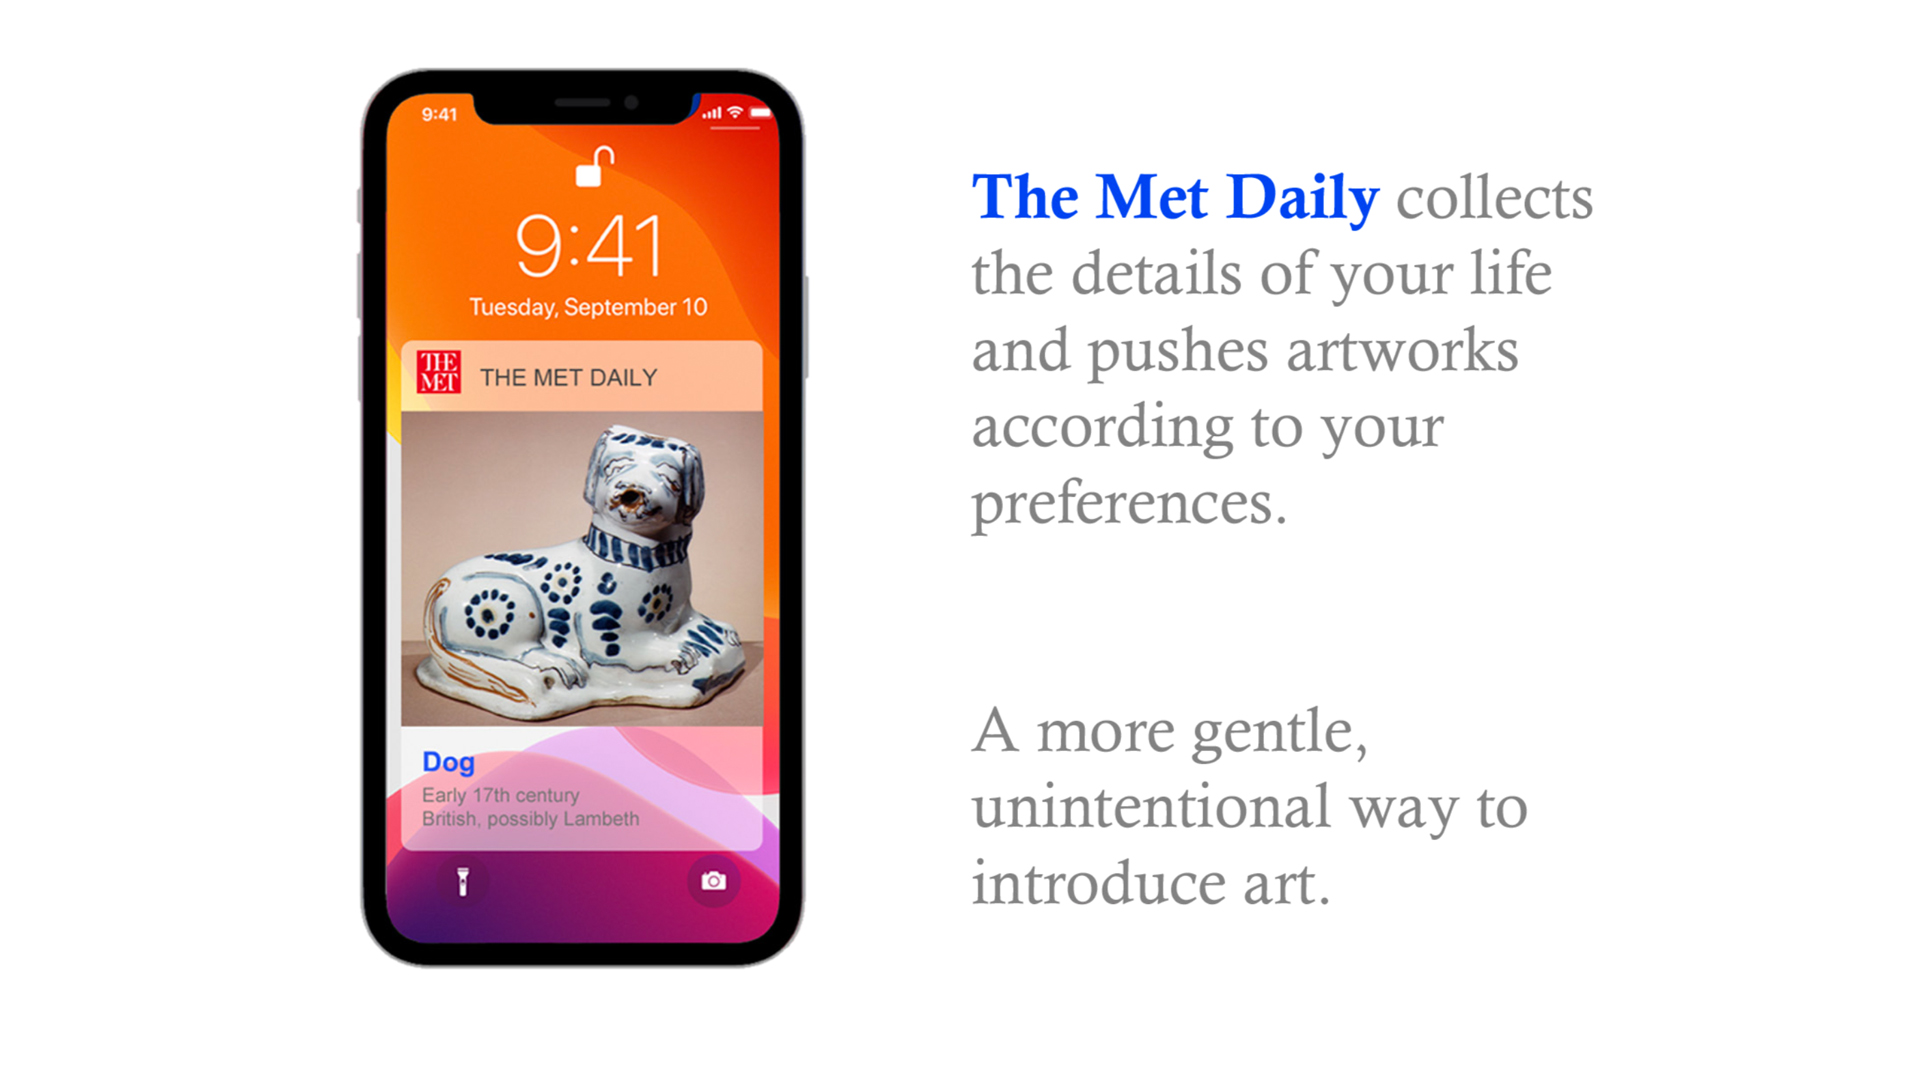 9:41
9:41
Tuesday, September 10
THE
MET
THE MET DAILY
Dog
Early 17th century
British, possibly Lambeth
The Met Daily collects
the details of your life
and pushes artworks
according to your
preferences.
A more gentle,
unintentional way to
introduce art.